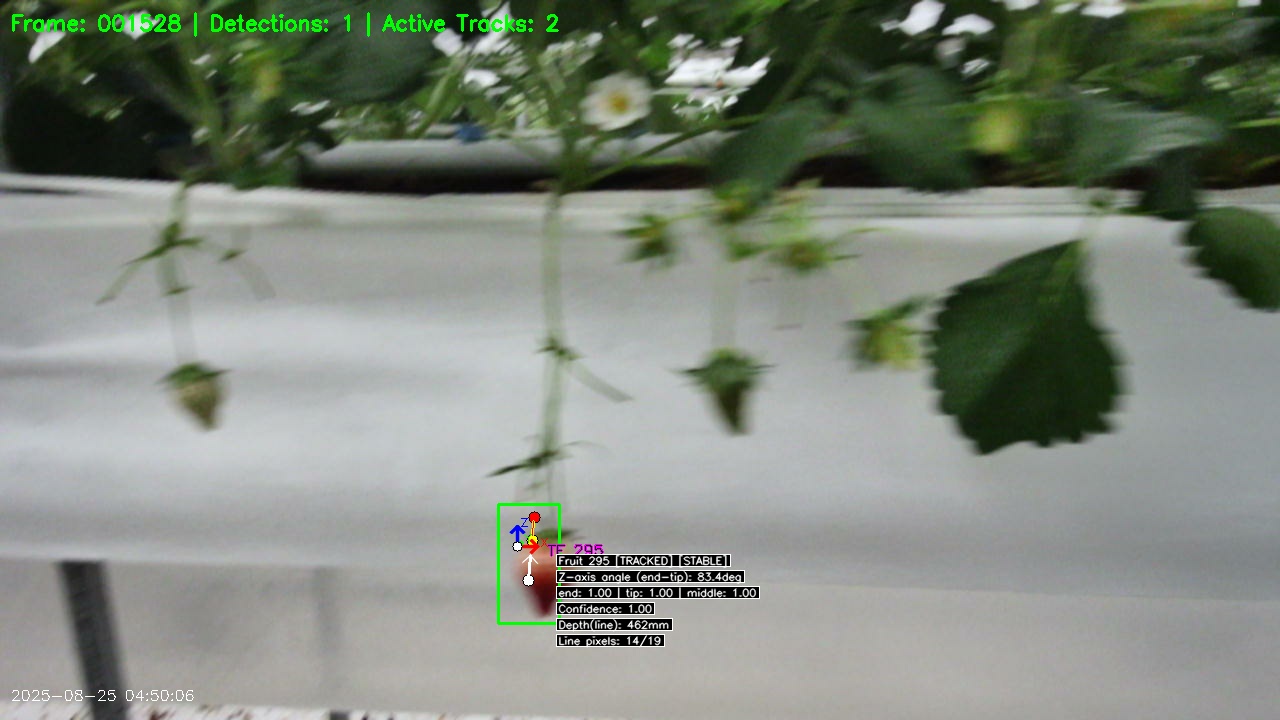 Frame: 001528 | Detections: 1 | Active Tracks: 2
Z
TF 295
Fruit 295 [TRACKED] [STABLE]
Z-axis angle (end-tip): 83.4deg
end: 1.00 | tip: 1.00 | middle: 1.00
Confidence: 1.00
Depth(line): 462mm
Line pixels: 14/19
2025-08-25 04:50:06